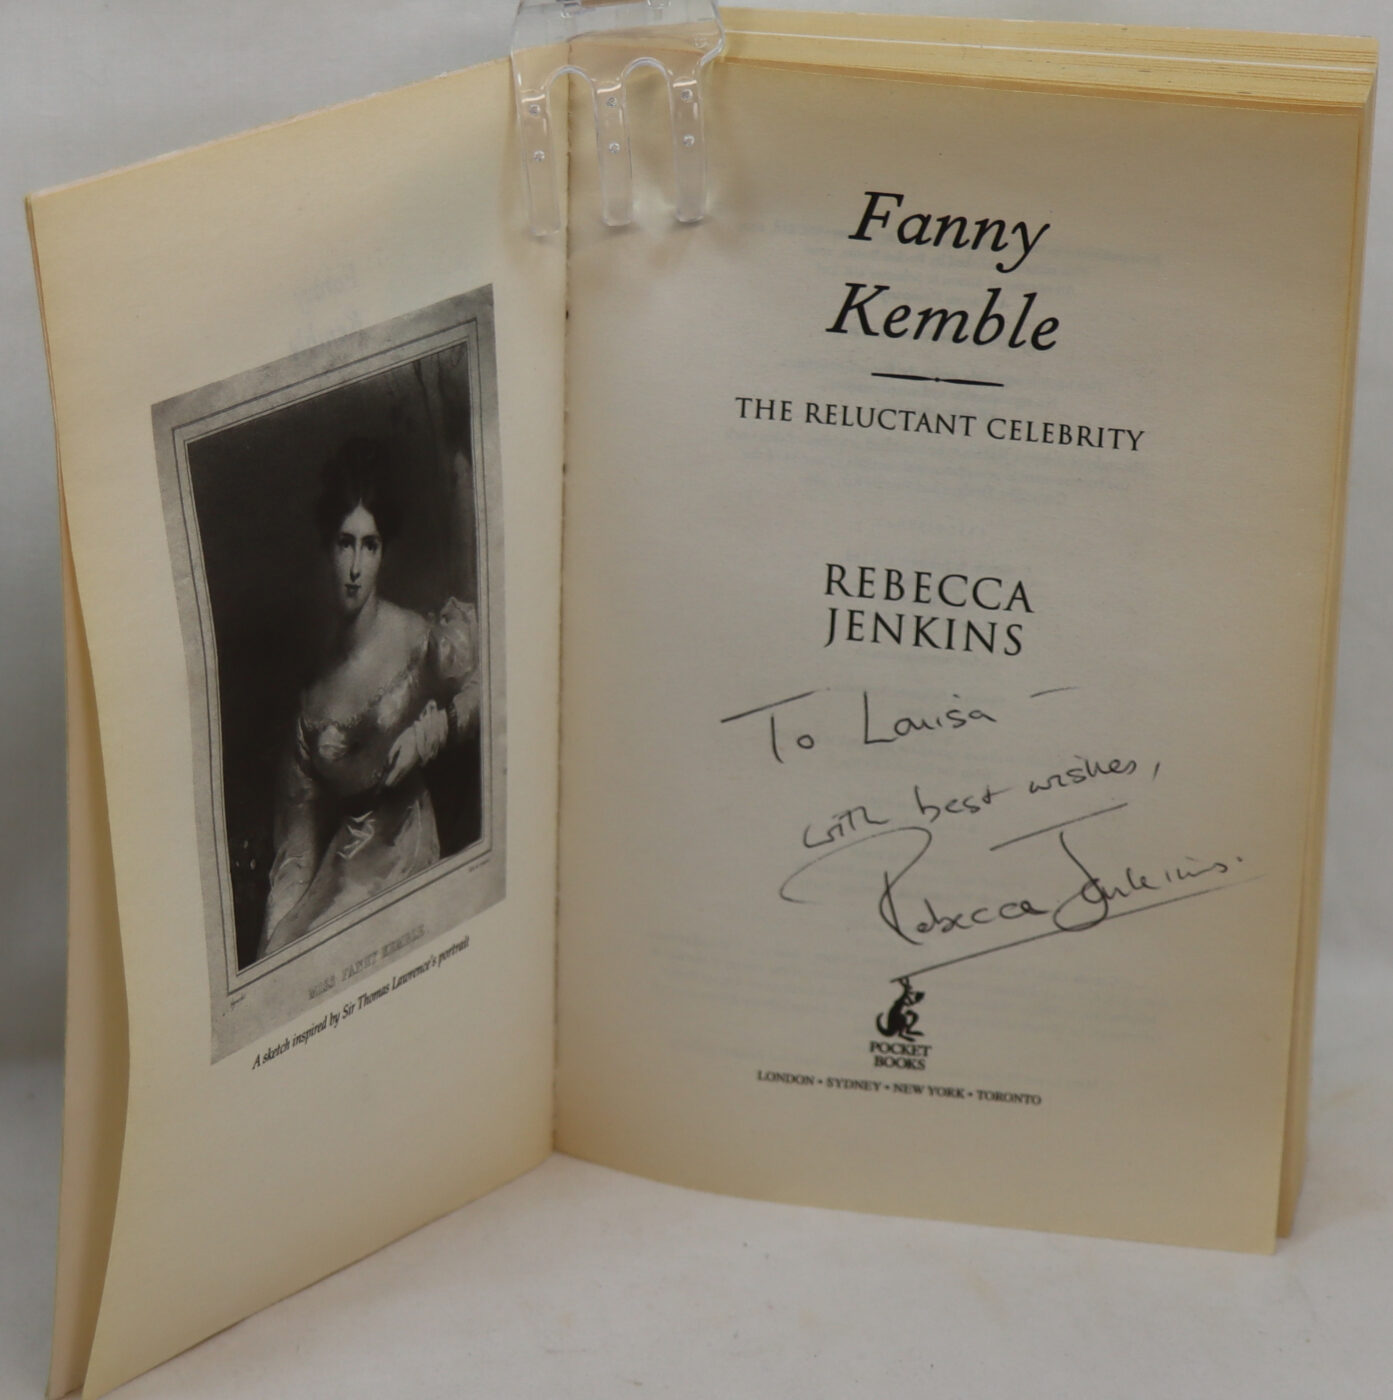 MISS FANNY KEMBLE
A sketch inspired by Sir Thomas Lawrence's portrait
Fanny
Kemble
THE RELUCTANT CELEBRITY
REBECCA
JENKINS
To Louisa –
with best wishes,
Rebecca Jenkins.
POCKET
BOOKS
LONDON • SYDNEY • NEW YORK • TORONTO